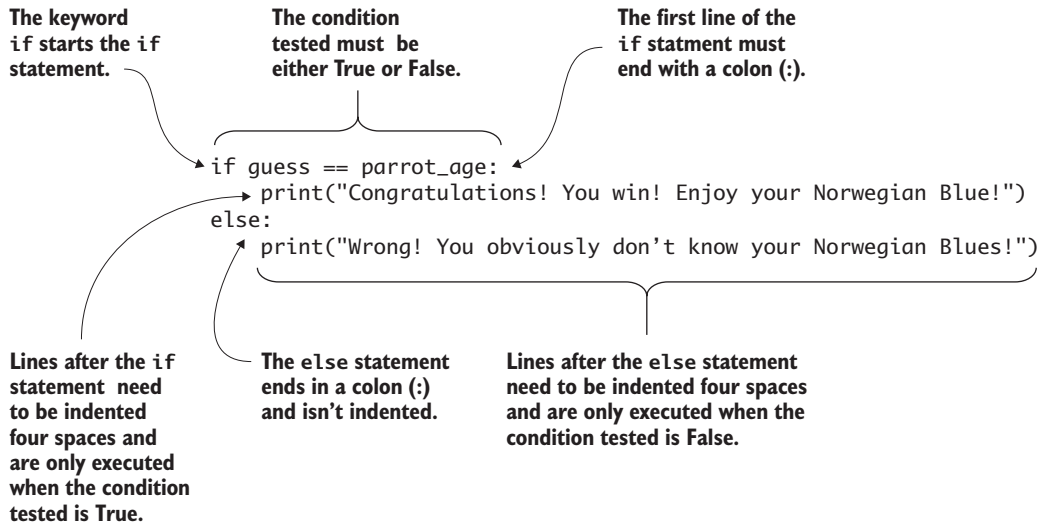 The keyword
if starts the if
statement.
The condition
tested must be
either True or False.
The first line of the
if statment must
end with a colon (:).
if guess == parrot_age:
print("Congratulations! You win! Enjoy your Norwegian Blue!")
else:
print("Wrong! You obviously don't know your Norwegian Blues!")
Lines after the if
statement need
to be indented
four spaces and
are only executed
when the condition
tested is True.
The else statement
ends in a colon (:)
and isn't indented.
Lines after the else statement
need to be indented four spaces
and are only executed when the
condition tested is False.